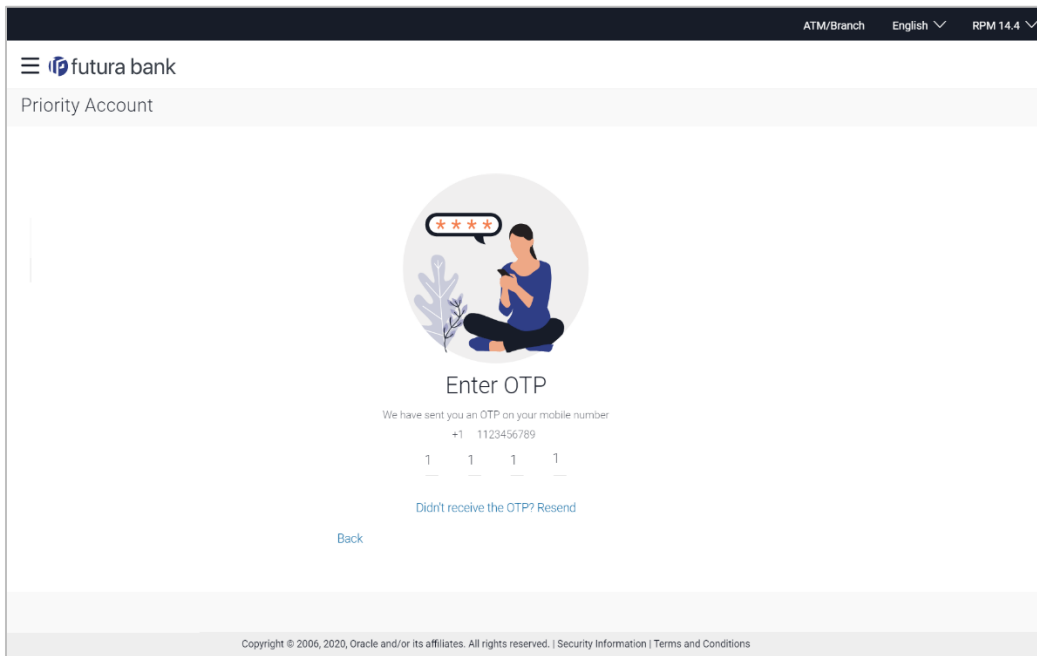 ATM/Branch English RPM 14.4
futura bank
Priority Account
****
Enter OTP
We have sent you an OTP on your mobile number
+1 1123456789
1 1 1 1
Didn't receive the OTP? Resend
Back
Copyright © 2006, 2020, Oracle and/or its affiliates. All rights reserved. | Security Information | Terms and Conditions